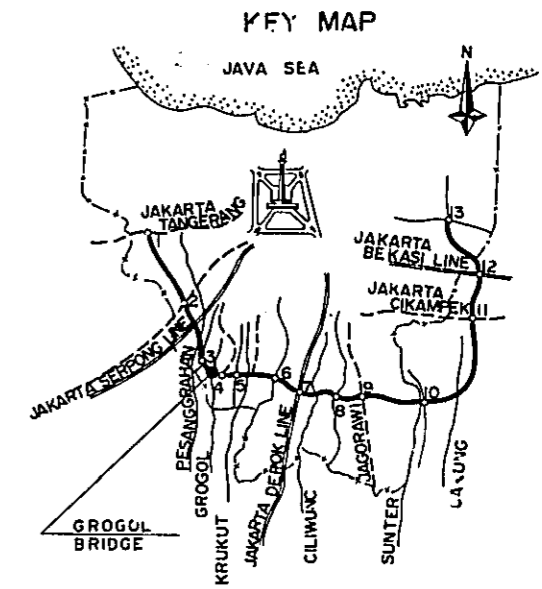 KEY MAP
JAVA SEA
N
JAKARTA
TANGERANG
13
JAKARTA
BEKASI LINE
12
JAKARTA
CIKAMPEK
11
1
2
JAKARTA SERPONG LINE
3
4
5
6
7
8
9
10
PESANGGRAHAN
GROGOL
KRUKUT
JAKARTA DEPOK LINE
CILIWUNG
JAGORAWI
SUNTER
GROGOL
BRIDGE